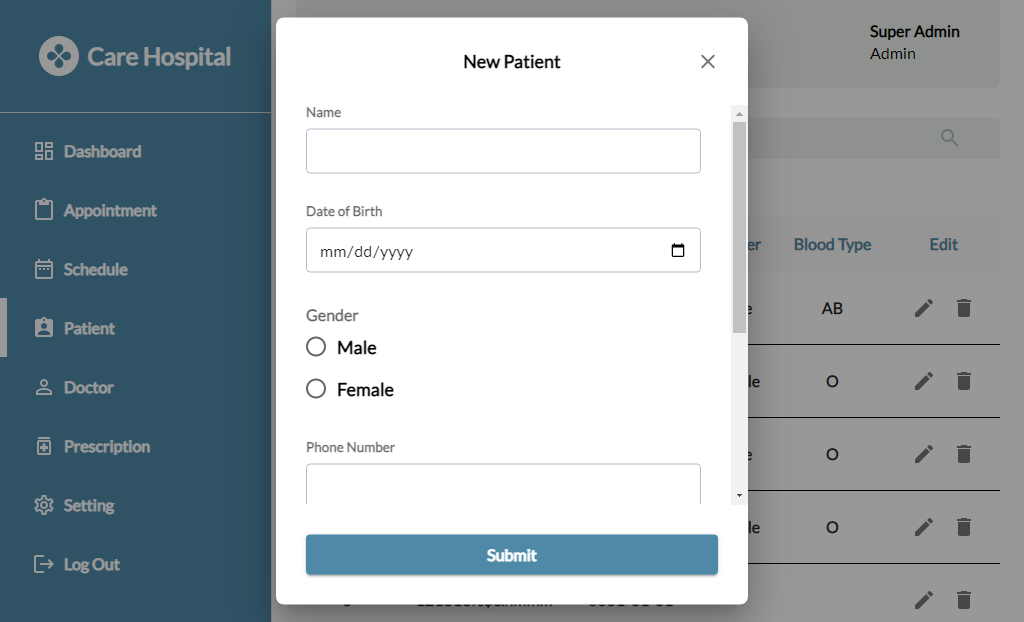 Care Hospital
Super Admin
Admin
Dashboard
Appointment
Schedule
Patient
Doctor
Prescription
Setting
Log Out
New Patient
Name
Date of Birth
mm/dd/yyyy
Gender
Male
Female
Phone Number
Submit
er Blood Type Edit
e AB
le O
e O
le O